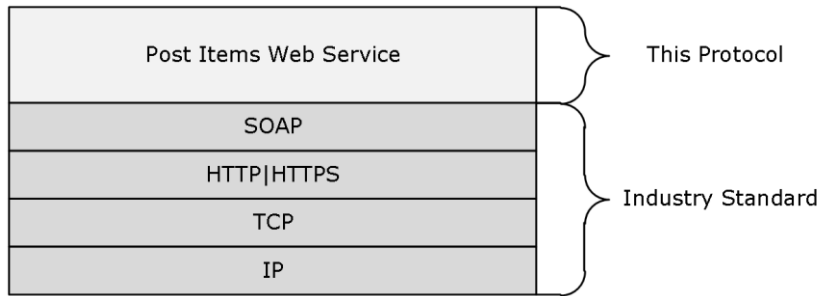 Post Items Web Service
This Protocol
SOAP
HTTP|HTTPS
TCP
IP
Industry Standard